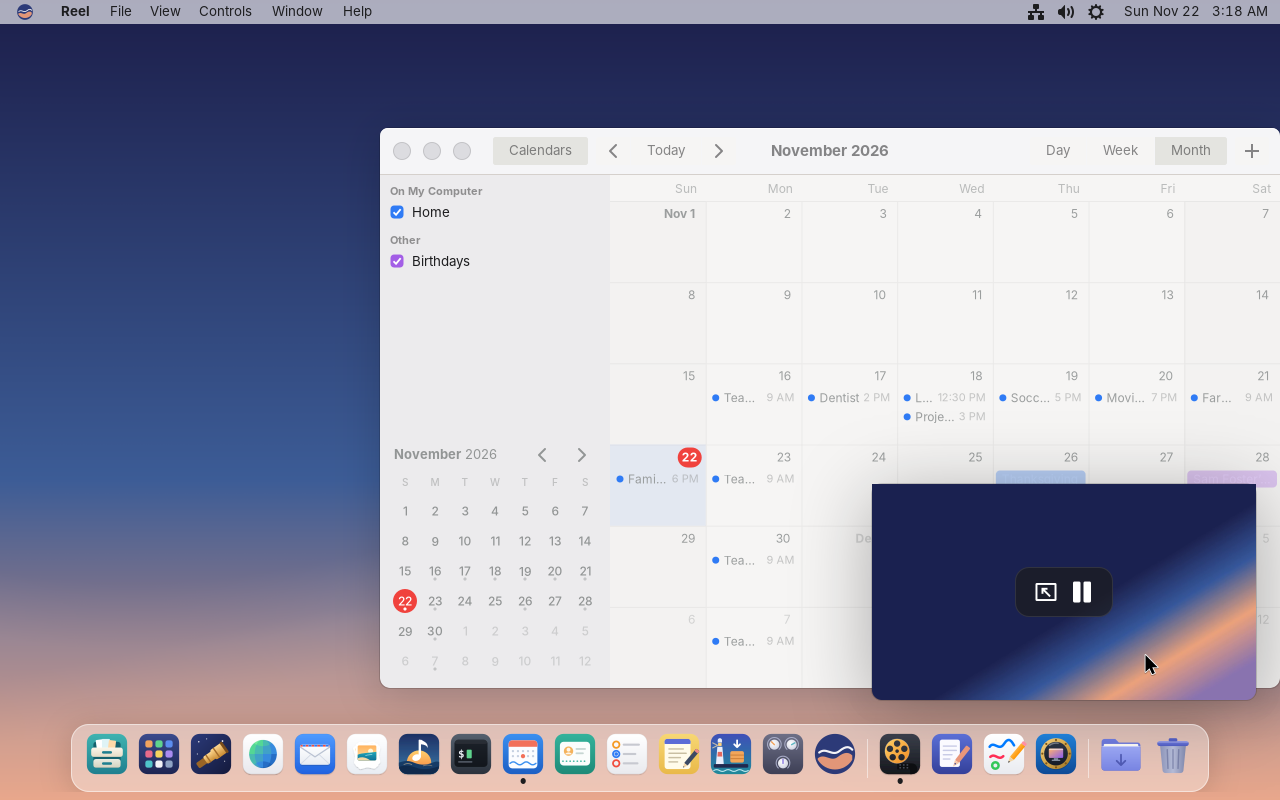 Reel File View Controls Window Help Sun Nov 22 3:18 AM
Calendars Today November 2026 Day Week Month
On My Computer
Home
Other
Birthdays
Sun Mon Tue Wed Thu Fri Sat
Nov 1 2 3 4 5 6 7
8 9 10 11 12 13 14
15 16 17 18 19 20 21
Tea... 9 AM Dentist 2 PM L... 12:30 PM Socc... 5 PM Movi... 7 PM Far... 9 AM
Proje... 3 PM
22 23 24 25 26 27 28
Fami... 6 PM Tea... 9 AM
29 30 De 5
Tea... 9 AM
6 7 12
Tea... 9 AM
November 2026
S M T W T F S
1 2 3 4 5 6 7
8 9 10 11 12 13 14
15 16 17 18 19 20 21
22 23 24 25 26 27 28
29 30 1 2 3 4 5
6 7 8 9 10 11 12